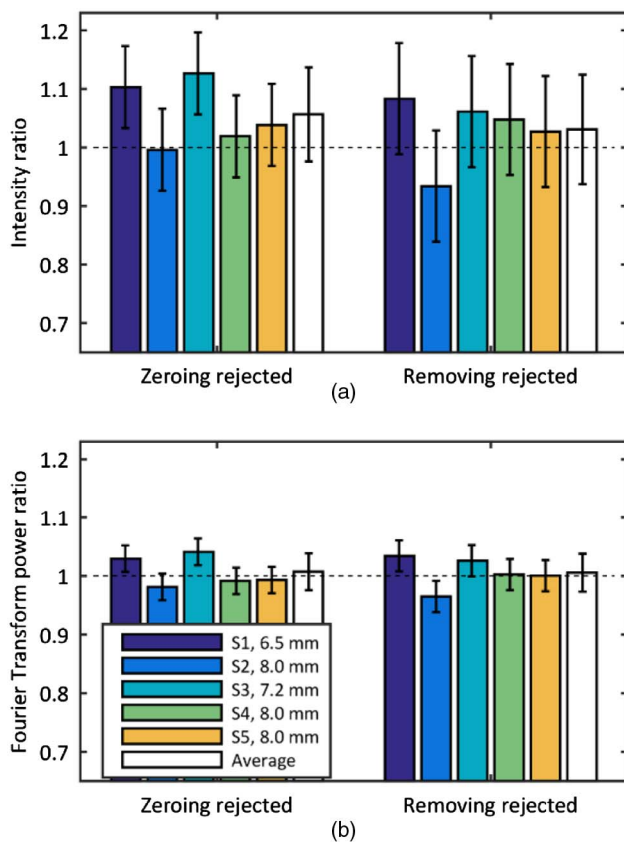 Intensity ratio
1.2
1.1
1
0.9
0.8
0.7
Zeroing rejected Removing rejected
(a)
Fourier Transform power ratio
1.2
1.1
1
0.9
0.8
0.7
S1, 6.5 mm
S2, 8.0 mm
S3, 7.2 mm
S4, 8.0 mm
S5, 8.0 mm
Average
Zeroing rejected Removing rejected
(b)